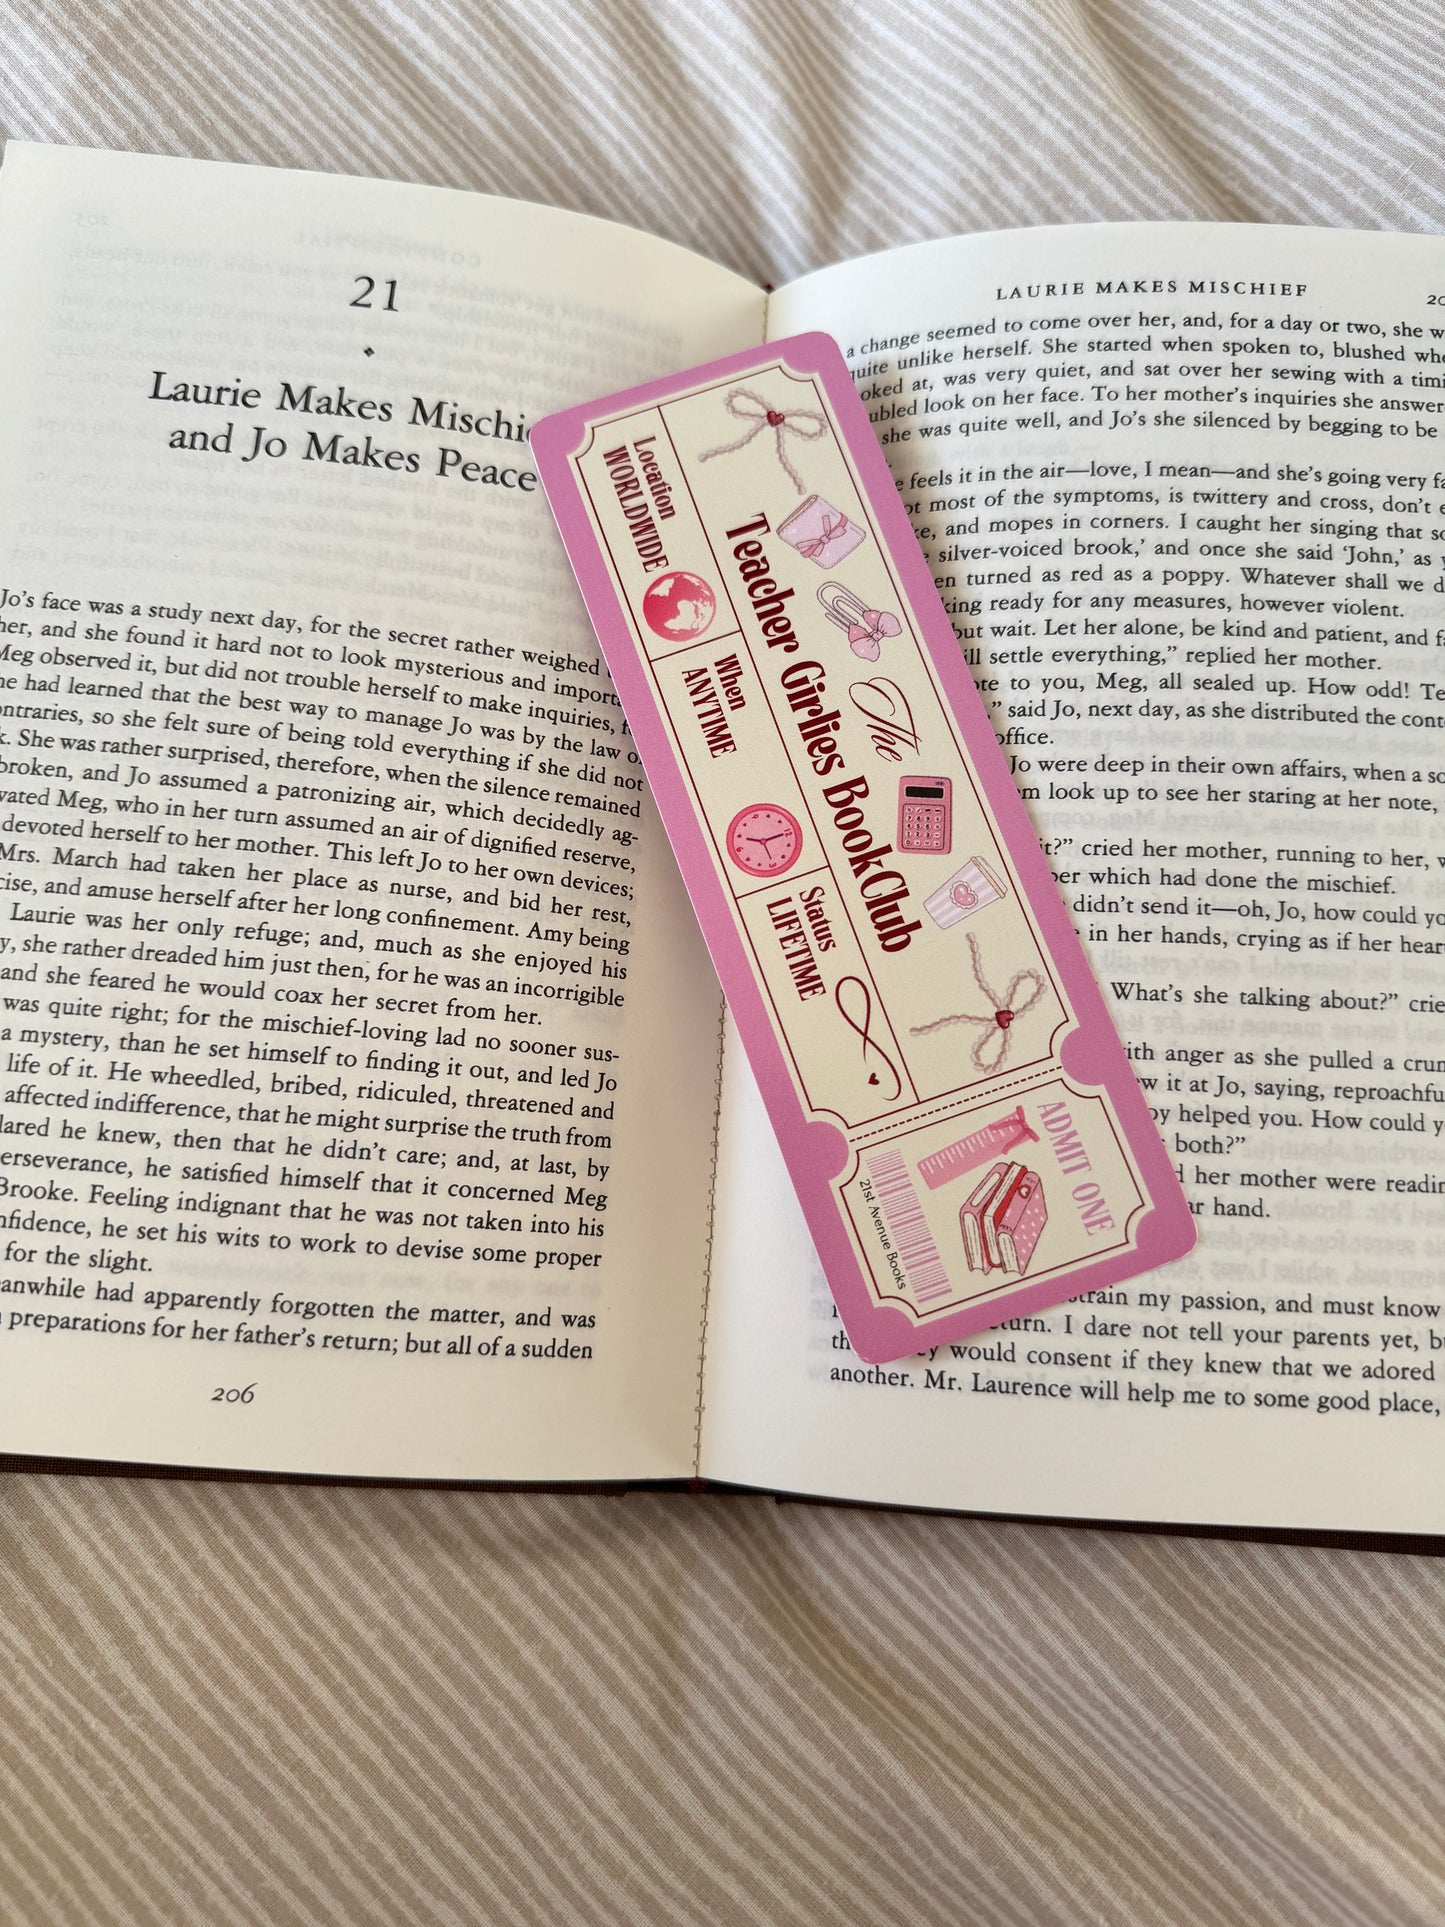 21
Laurie Makes Mischie
and Jo Makes Peace
Jo's face was a study next day, for the secret rather weighed
her, and she found it hard not to look mysterious and importa
Meg observed it, but did not trouble herself to make inquiries, f
he had learned that the best way to manage Jo was by the law o
ontraries, so she felt sure of being told everything if she did not
k. She was rather surprised, therefore, when the silence remained
broken, and Jo assumed a patronizing air, which decidedly ag-
vated Meg, who in her turn assumed an air of dignified reserve,
devoted herself to her mother. This left Jo to her own devices;
Mrs. March had taken her place as nurse, and bid her rest,
cise, and amuse herself after her long confinement. Amy being
Laurie was her only refuge; and, much as she enjoyed his
y, she rather dreaded him just then, for he was an incorrigible
and she feared he would coax her secret from her.
was quite right; for the mischief-loving lad no sooner sus-
a mystery, than he set himself to finding it out, and led Jo
life of it. He wheedled, bribed, ridiculed, threatened and
affected indifference, that he might surprise the truth from
lared he knew, then that he didn't care; and, at last, by
erseverance, he satisfied himself that it concerned Meg
Brooke. Feeling indignant that he was not taken into his
nfidence, he set his wits to work to devise some proper
for the slight.
eanwhile had apparently forgotten the matter, and was
preparations for her father's return; but all of a sudden
206
The
Teacher Girlies BookClub
Location
WORLDWIDE
When
ANYTIME
Status
LIFETIME
ADMIT ONE
21st Avenue Books
LAURIE MAKES MISCHIEF
20
a change seemed to come over her, and, for a day or two, she w
quite unlike herself. She started when spoken to, blushed whe
oked at, was very quiet, and sat over her sewing with a timi
ubled look on her face. To her mother's inquiries she answer
she was quite well, and Jo's she silenced by begging to be
e feels it in the air—love, I mean—and she's going very fa
ot most of the symptoms, is twittery and cross, don't e
ke, and mopes in corners. I caught her singing that so
silver-voiced brook,' and once she said 'John,' as y
en turned as red as a poppy. Whatever shall we d
king ready for any measures, however violent.
but wait. Let her alone, be kind and patient, and fa
ill settle everything,” replied her mother.
ote to you, Meg, all sealed up. How odd! Te
” said Jo, next day, as she distributed the cont
office.
Jo were deep in their own affairs, when a so
em look up to see her staring at her note,
it?” cried her mother, running to her, w
per which had done the mischief.
didn't send it—oh, Jo, how could yo
in her hands, crying as if her heart
What's she talking about?” crie
ith anger as she pulled a crum
ew it at Jo, saying, reproachfu
oy helped you. How could y
both?”
d her mother were readin
ar hand.
strain my passion, and must know
eturn. I dare not tell your parents yet, bu
th ey would consent if they knew that we adored
another. Mr. Laurence will help me to some good place,